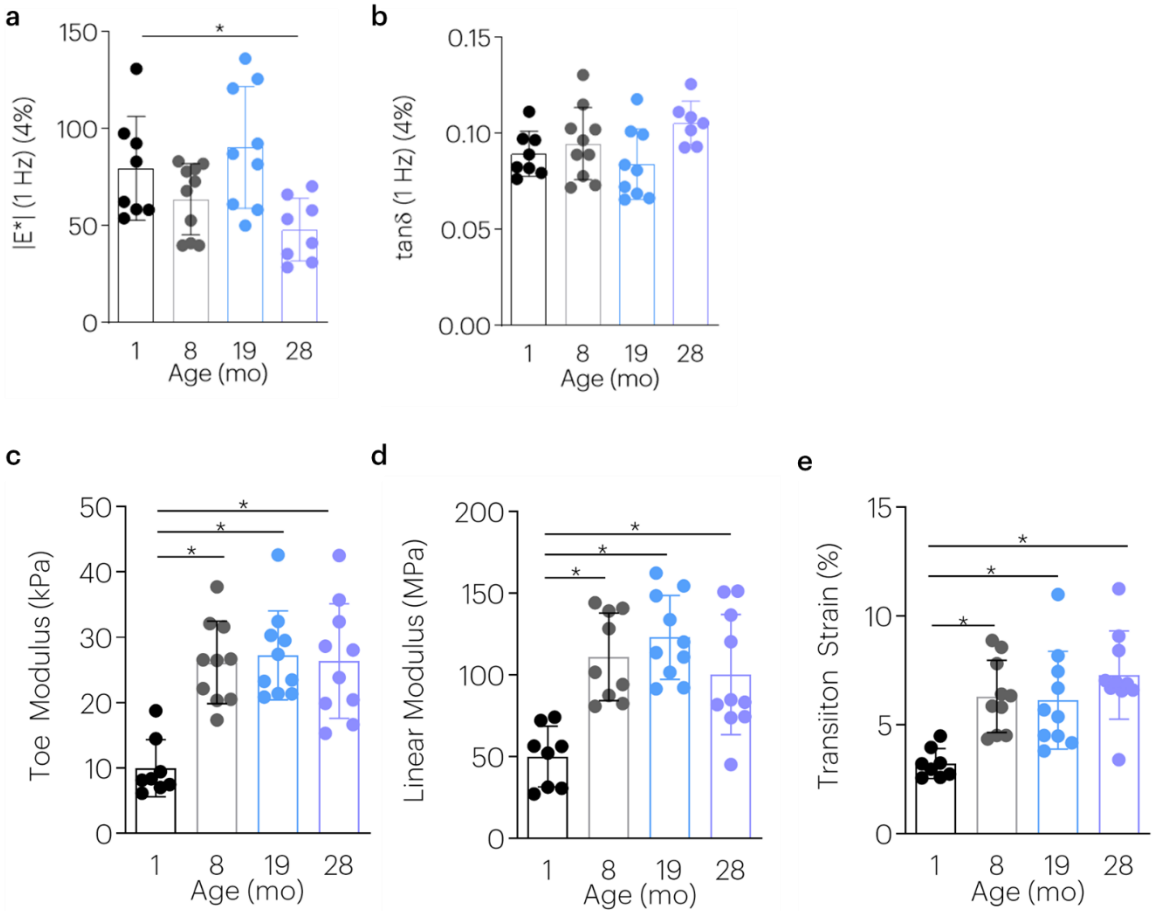 a
*
|E*| (1 Hz) (4%)
150
100
50
0
1 8 19 28
Age (mo)
b
tanδ (1 Hz) (4%)
0.15
0.10
0.05
0.00
1 8 19 28
Age (mo)
c
*
*
*
Toe Modulus (kPa)
50
40
30
20
10
0
1 8 19 28
Age (mo)
d
*
*
*
Linear Modulus (MPa)
200
150
100
50
0
1 8 19 28
Age (mo)
e
*
*
*
Transiiton Strain (%)
15
10
5
0
1 8 19 28
Age (mo)